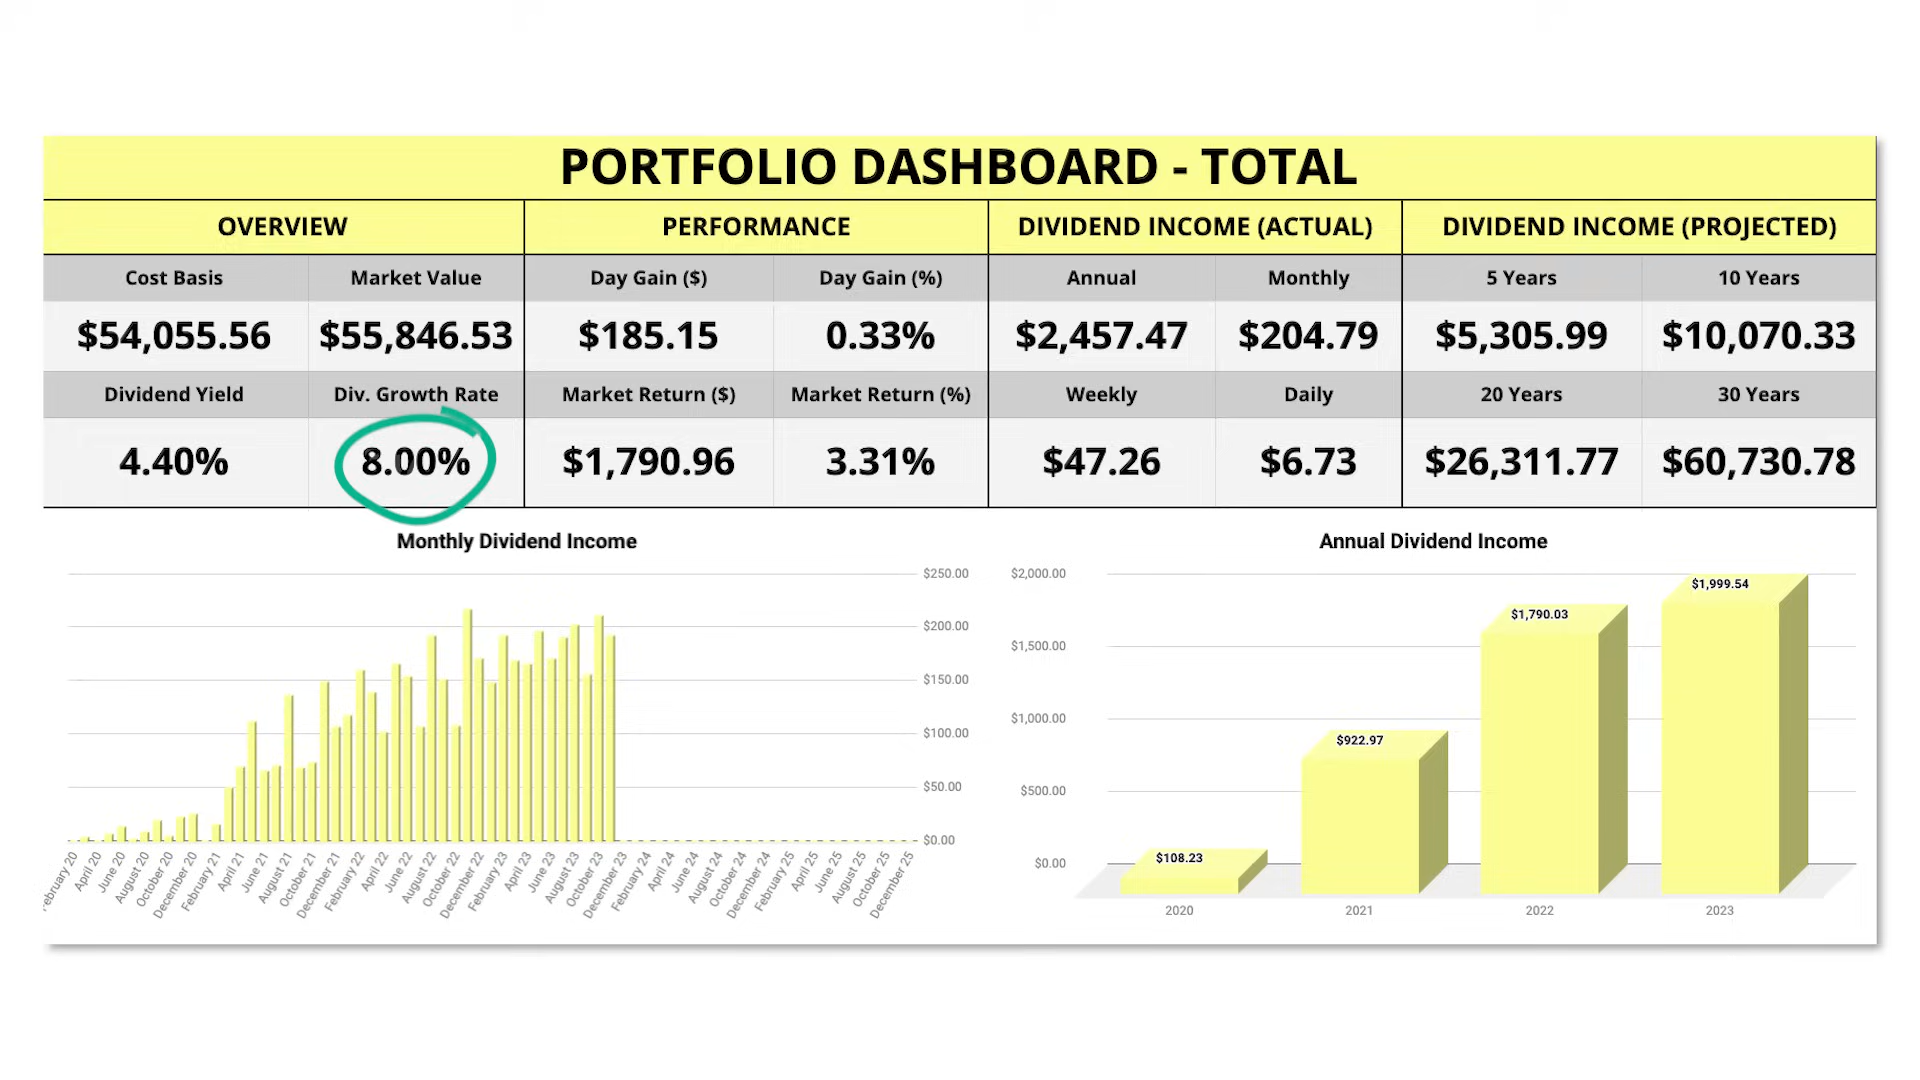 PORTFOLIO DASHBOARD - TOTAL
OVERVIEW PERFORMANCE DIVIDEND INCOME (ACTUAL) DIVIDEND INCOME (PROJECTED)
Cost Basis Market Value Day Gain ($) Day Gain (%) Annual Monthly 5 Years 10 Years
$54,055.56 $55,846.53 $185.15 0.33% $2,457.47 $204.79 $5,305.99 $10,070.33
Dividend Yield Div. Growth Rate Market Return ($) Market Return (%) Weekly Daily 20 Years 30 Years
4.40% 8.00% $1,790.96 3.31% $47.26 $6.73 $26,311.77 $60,730.78
Monthly Dividend Income
$250.00
$200.00
$150.00
$100.00
$50.00
$0.00
February 20
April 20
June 20
August 20
October 20
December 20
February 21
April 21
June 21
August 21
October 21
December 21
February 22
April 22
June 22
August 22
October 22
December 22
February 23
April 23
June 23
August 23
October 23
December 23
February 24
April 24
June 24
August 24
October 24
December 24
February 25
April 25
June 25
August 25
October 25
December 25
Annual Dividend Income
$2,000.00
$1,500.00
$1,000.00
$500.00
$0.00
$108.23
$922.97
$1,790.03
$1,999.54
2020 2021 2022 2023